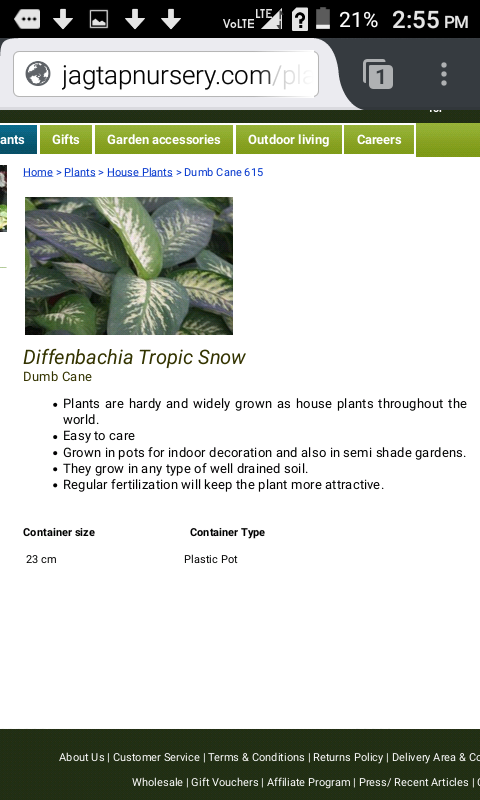 VoLTE LTE ? 21% 2:55 PM
jagtapnursery.com/pla
1
ants Gifts Garden accessories Outdoor living Careers
Home > Plants > House Plants > Dumb Cane 615
Diffenbachia Tropic Snow
Dumb Cane
• Plants are hardy and widely grown as house plants throughout the
world.
• Easy to care
• Grown in pots for indoor decoration and also in semi shade gardens.
• They grow in any type of well drained soil.
• Regular fertilization will keep the plant more attractive.
Container size Container Type
23 cm Plastic Pot
About Us | Customer Service | Terms & Conditions | Returns Policy | Delivery Area & Co
Wholesale | Gift Vouchers | Affiliate Program | Press/ Recent Articles |